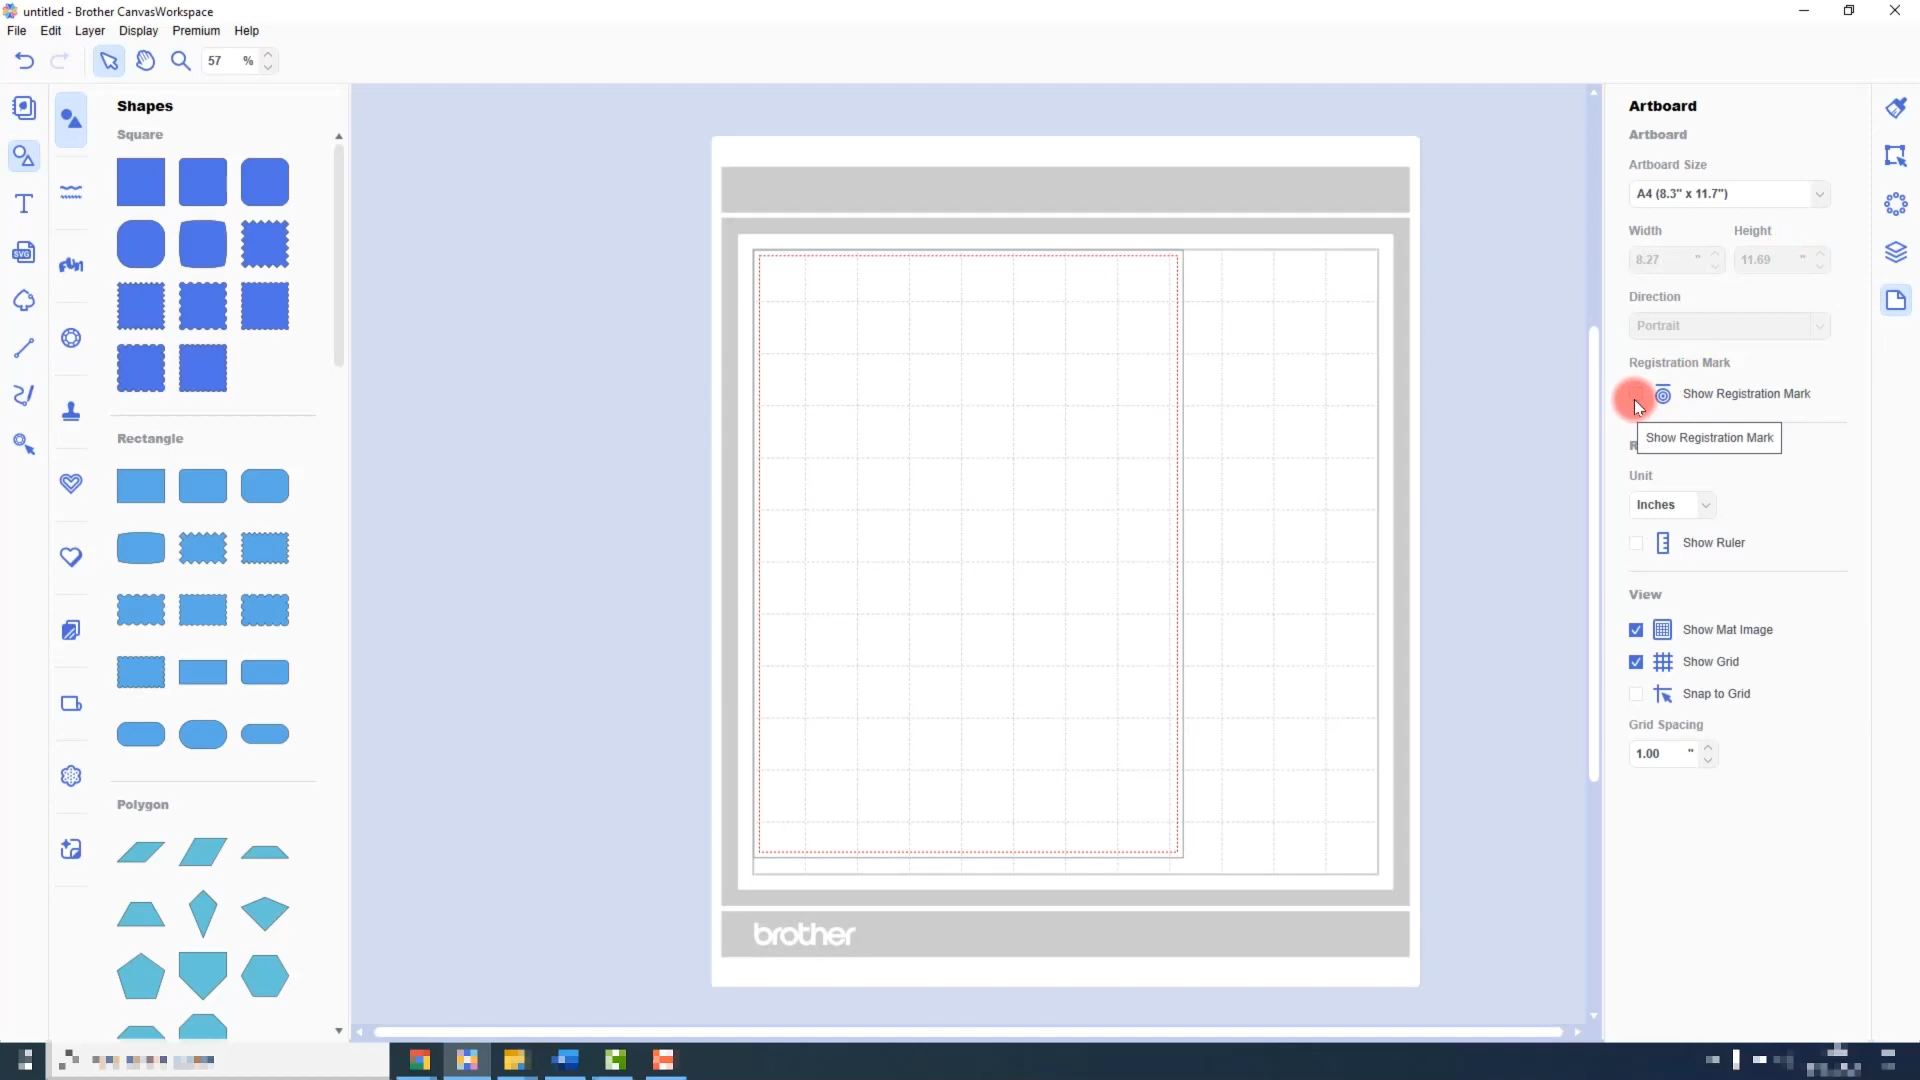 untitled - Brother CanvasWorkspace
File Edit Layer Display Premium Help
57 %
Shapes
Square
Rectangle
Polygon
SVG
Fun
brother
Artboard
Artboard
Artboard Size
A4 (8.3" x 11.7")
Width Height
8.27 " 11.69 "
Direction
Portrait
Registration Mark
Show Registration Mark
Show Registration Mark
R
Unit
Inches
Show Ruler
View
Show Mat Image
Show Grid
Snap to Grid
Grid Spacing
1.00 "